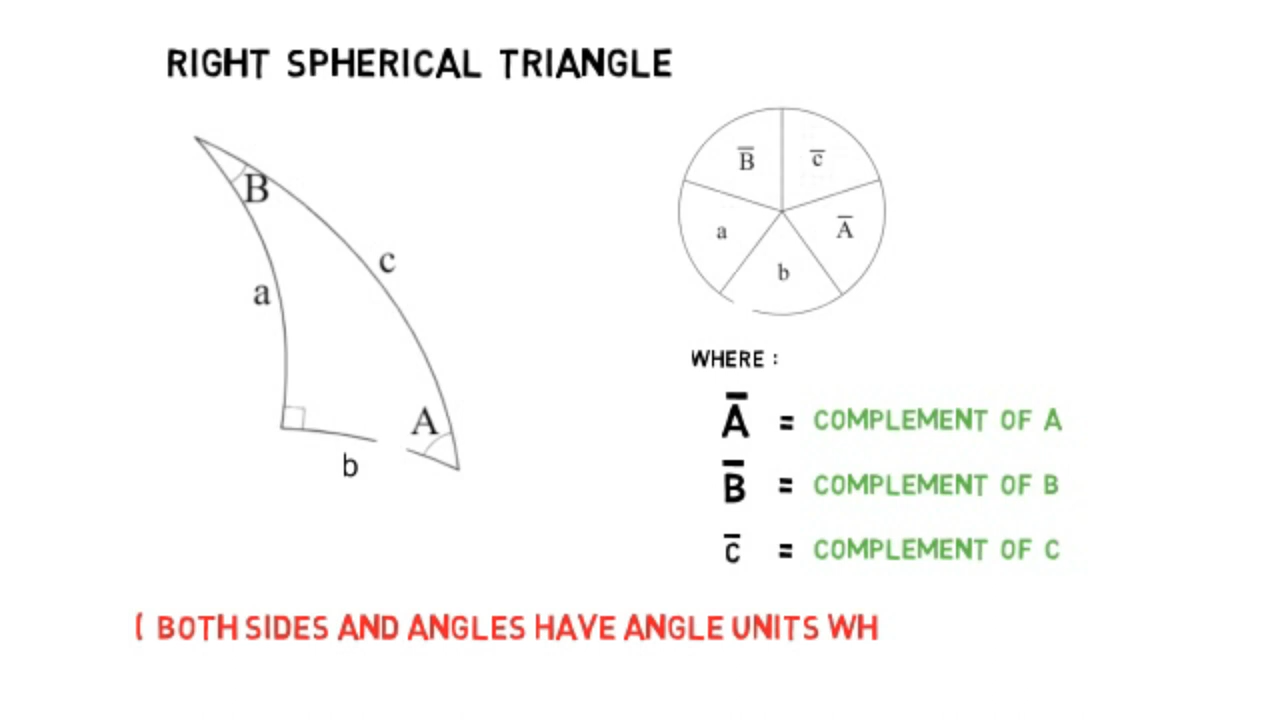 RIGHT SPHERICAL TRIANGLE
B
c
a
A
b
B̅ c̅
a A̅
b
WHERE :
A̅ = COMPLEMENT OF A
B̅ = COMPLEMENT OF B
c̅ = COMPLEMENT OF C
( BOTH SIDES AND ANGLES HAVE ANGLE UNITS WH